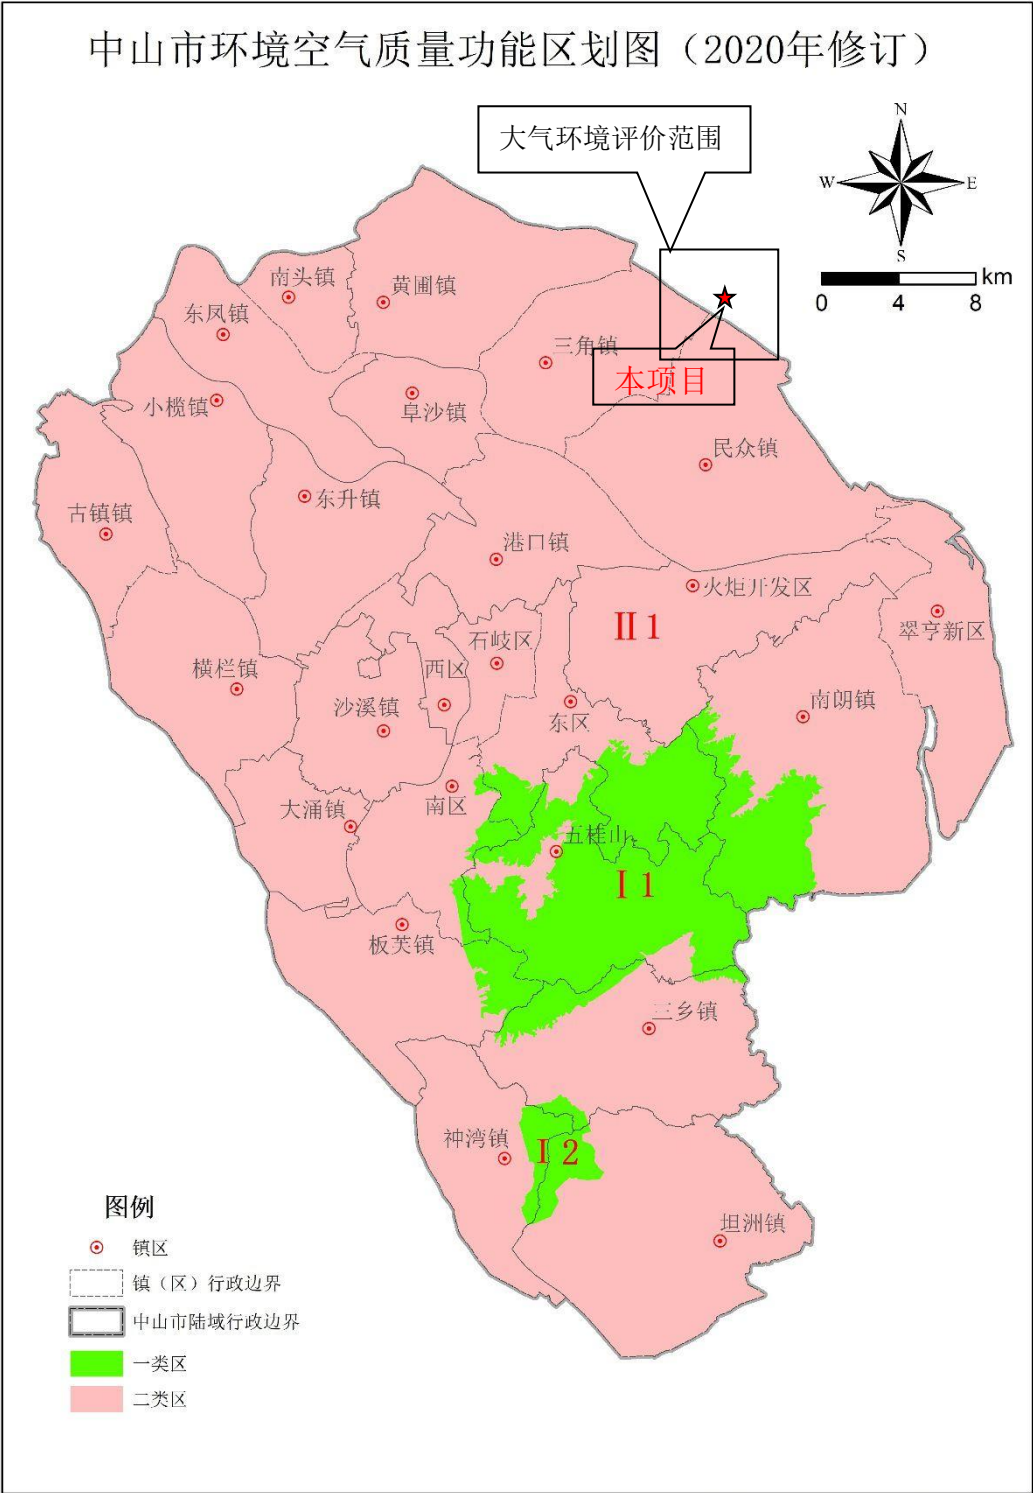 中山市环境空气质量功能区划图（2020年修订）
大气环境评价范围
N
W
E
S
km
0
4
8
南头镇
黄圃镇
东凤镇
三角镇
本项目
小榄镇
阜沙镇
民众镇
东升镇
古镇镇
港口镇
火炬开发区
翠亨新区
Ⅱ1
石岐区
西区
横栏镇
沙溪镇
东区
南朗镇
大涌镇
南区
五桂山
Ⅰ1
板芙镇
三乡镇
神湾镇
Ⅰ2
坦洲镇
图例
镇区
镇（区）行政边界
中山市陆域行政边界
一类区
二类区